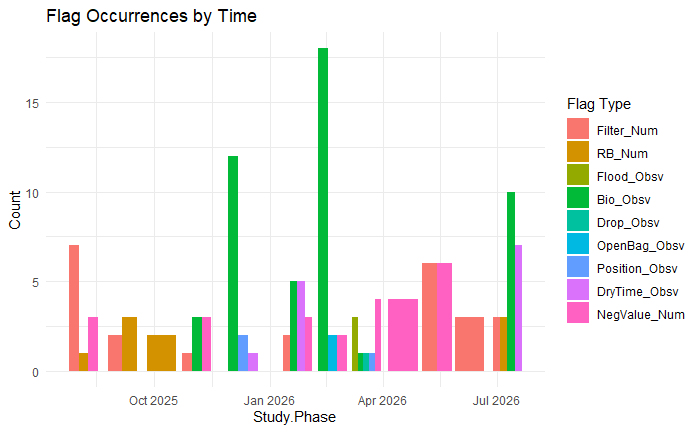 Flag Occurrences by Time
Count
15
10
5
0
Oct 2025
Jan 2026
Apr 2026
Jul 2026
Study.Phase
Flag Type
Filter_Num
RB_Num
Flood_Obsv
Bio_Obsv
Drop_Obsv
OpenBag_Obsv
Position_Obsv
DryTime_Obsv
NegValue_Num